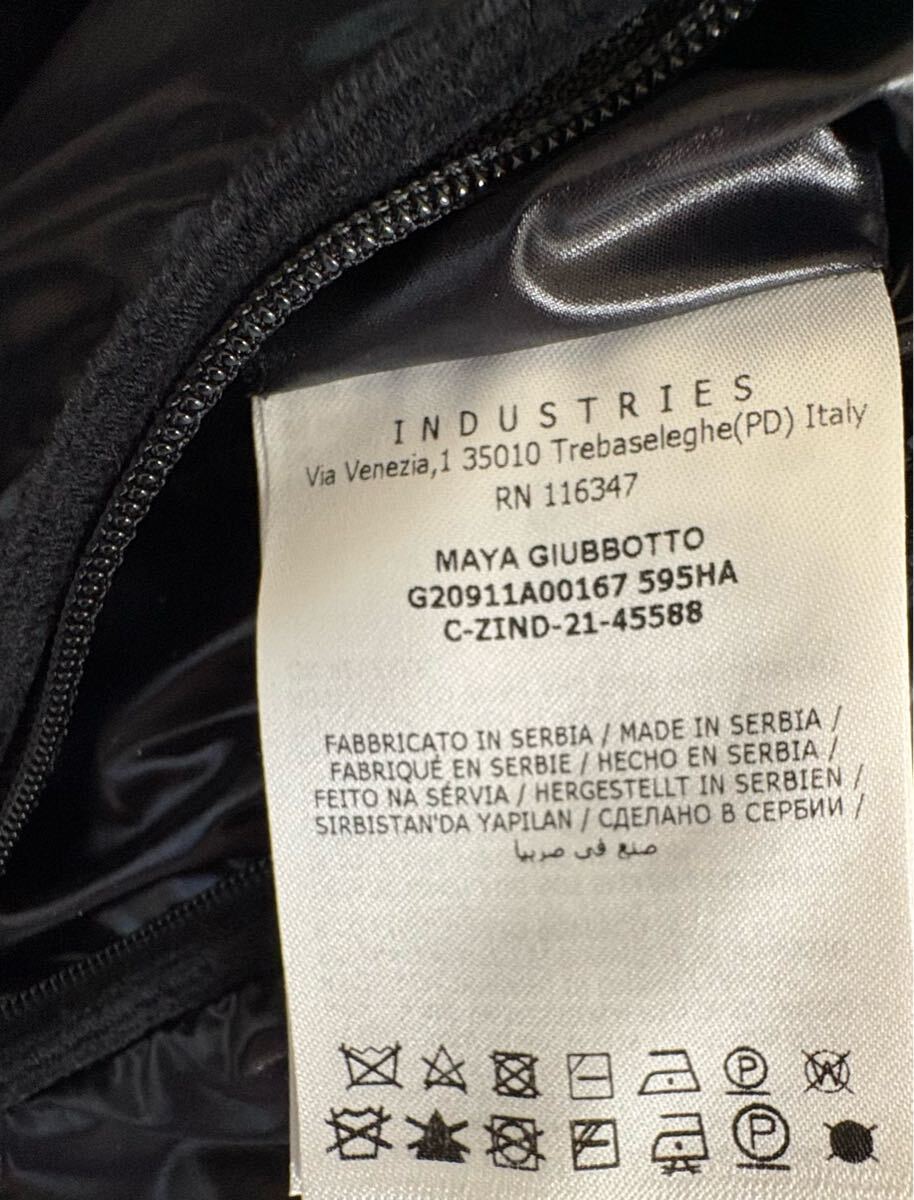 INDUSTRIES
Via Venezia,1 35010 Trebaseleghe(PD) Italy
RN 116347
MAYA GIUBBOTTO
G20911A00167 595HA
C-ZIND-21-45588
FABBRICATO IN SERBIA / MADE IN SERBIA /
FABRIQUÉ EN SERBIE / HECHO EN SERBIA /
FEITO NA SÉRVIA / HERGESTELLT IN SERBIEN /
SIRBISTAN'DA YAPILAN / СДЕЛАНО В СЕРБИИ /
صنع في صربيا
P W
P